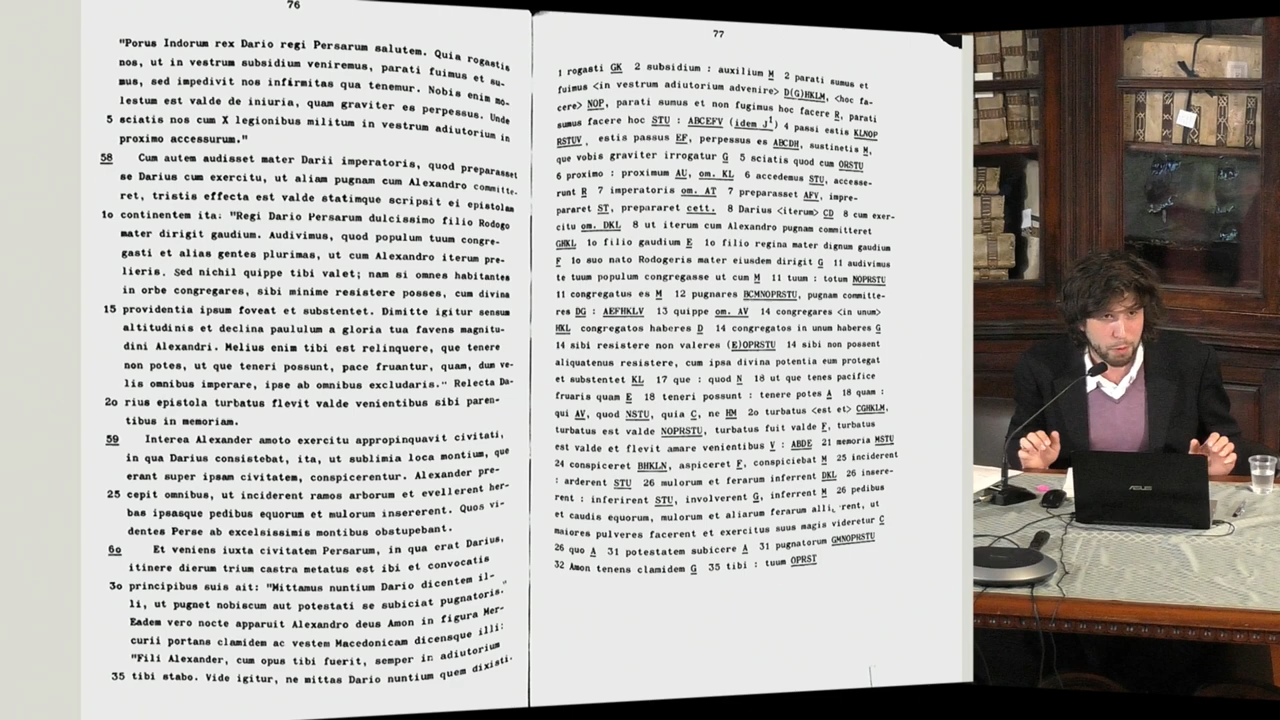 76
"Porus Indorum rex Dario regi Persarum salutem. Quia rogastis
nos, ut in vestrum subsidium veniremus, parati fuimus et su-
mus, sed impedivit nos infirmitas qua tenemur. Nobis enim mo-
lestum est valde de iniuria, quam graviter es perpessus. Unde
5 sciatis nos cum X legionibus militum in vestrum adiutorium in
proximo accessurum."
58 Cum autem audisset mater Darii imperatoris, quod preparasset
se Darius cum exercitu, ut aliam pugnam cum Alexandro committe-
ret, tristis effecta est valde statimque scripsit ei epistolam
1o continentem ita: "Regi Dario Persarum dulcissimo filio Rodogo
mater dirigit gaudium. Audivimus, quod populum tuum congre-
gasti et alias gentes plurimas, ut cum Alexandro iterum pre-
lieris. Sed nichil quippe tibi valet; nam si omnes habitantes
in orbe congregares, sibi minime resistere posses, cum divina
15 providentia ipsum foveat et substentet. Dimitte igitur sensum
altitudinis et declina paululum a gloria tua favens magnitu-
dini Alexandri. Melius enim tibi est relinquere, que tenere
non potes, ut que teneri possunt, pace fruantur, quam, dum ve-
lis omnibus imperare, ipse ab omnibus excludaris." Relecta Da-
2o rius epistola turbatus flevit valde venientibus sibi paren-
tibus in memoriam.
59 Interea Alexander amoto exercitu appropinquavit civitati,
in qua Darius consistebat, ita, ut sublimia loca montium, que
erant super ipsam civitatem, conspicerentur. Alexander pre-
25 cepit omnibus, ut inciderent ramos arborum et evellerent her-
bas ipsasque pedibus equorum et mulorum insererent. Quos vi-
dentes Perse ab excelsissimis montibus obstupebant.
6o Et veniens iuxta civitatem Persarum, in qua erat Darius,
itinere dierum trium castra metatus est ibi et convocatis
3o principibus suis ait: "Mittamus nuntium Dario dicentem il-
li, ut pugnet nobiscum aut potestati se subiciat pugnatoris."
Eadem vero nocte apparuit Alexandro deus Amon in figura Mer-
curii portans clamidem ac vestem Macedonicam dicensque illi:
"Fili Alexander, cum opus tibi fuerit, semper in adiutorium
35 tibi stabo. Vide igitur, ne mittas Dario nuntium quem dixisti.
77
1 rogasti GK 2 subsidium : auxilium M 2 parati sumus et
fuimus <in vestrum adiutorium advenire> D(G)HKLM, <hoc fa-
cere> NOP, parati sumus et non fugimus hoc facere R, parati
sumus facere hoc STU : ABCEFV (idem J¹) 4 passi estis KLNOP
RSTUV, estis passus EF, perpessus es ABCDH, sustinetis M,
que vobis graviter irrogatur G 5 sciatis quod cum ORSTU
6 proximo : proximum AU, om. KL 6 accedemus STU, accesse-
runt R 7 imperatoris om. AT 7 preparasset AFV, impre-
pararet ST, prepararet cett. 8 Darius <iterum> CD 8 cum exer-
citu om. DKL 8 ut iterum cum Alexandro pugnam committeret
GHKL 1o filio gaudium E 1o filio regina mater dignum gaudium
F 1o suo nato Rodogeris mater eiusdem dirigit G 11 audivimus
te tuum populum congregasse ut cum M 11 tuum : totum NOPRSTU
11 congregatus es M 12 pugnares BCMNOPRSTU, pugnam committe-
res DG : AEFHKLV 13 quippe om. AV 14 congregares <in unum>
HKL congregatos haberes D 14 congregatos in unum haberes G
14 sibi resistere non valeres (E)OPRSTU 14 sibi non possent
aliquatenus resistere, cum ipsa divina potentia eum protegat
et substentet KL 17 que : quod N 18 ut que tenes pacifice
fruaris quam E 18 teneri possunt : tenere potes A 18 quam :
qui AV, quod NSTU, quia C, ne HM 2o turbatus <est et> CGHKLM,
turbatus est valde NOPRSTU, turbatus fuit valde F, turbatus
est valde et flevit amare venientibus V : ABDE 21 memoria MSTU
24 conspiceret BHKLN, aspiceret F, conspiciebat M 25 inciderent
: arderent STU 26 mulorum et ferarum inferrent DKL 26 insere-
rent : inferirent STU, involverent G, inferrent M 26 pedibus
et caudis equorum, mulorum et aliarum ferarum rent, ut
maiores pulveres facerent et exercitus suus magis videretur C
26 quo A 31 potestatem subicere A 31 pugnatorum GMNOPRSTU
32 Amon tenens clamidem G 35 tibi : tuum OPRST
ASUS